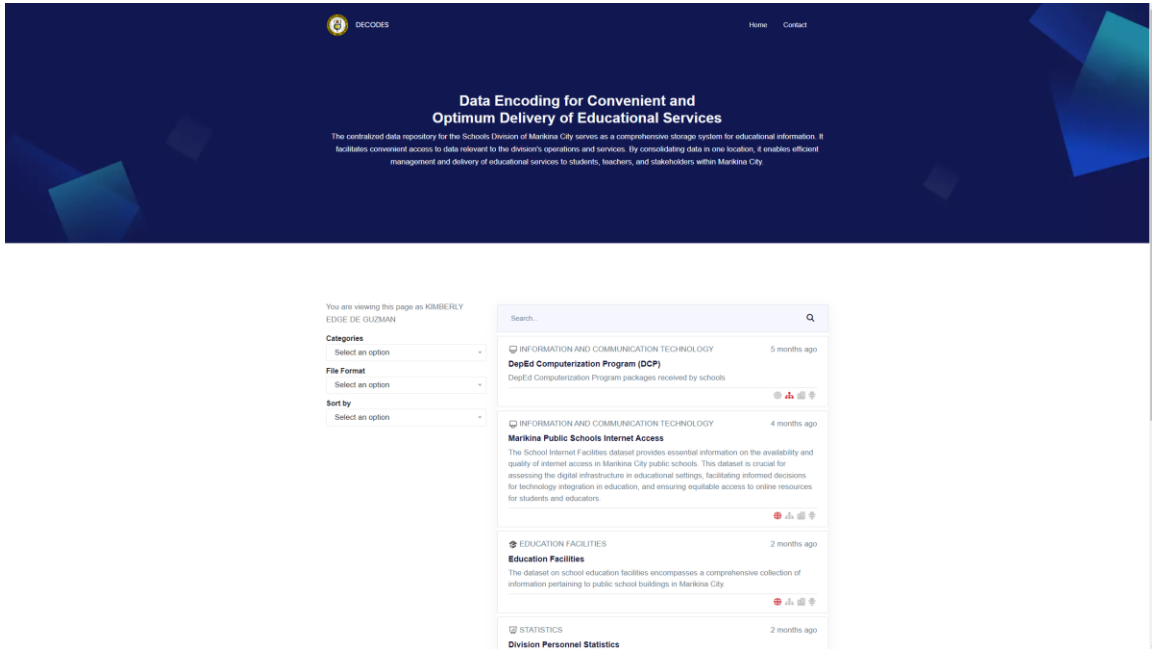 DECODES
Home
Contact
Data Encoding for Convenient and
Optimum Delivery of Educational Services
The centralized data repository for the Schools Division of Marikina City serves as a comprehensive storage system for educational information. It
facilitates convenient access to data relevant to the division's operations and services. By consolidating data in one location, it enables efficient
management and delivery of educational services to students, teachers, and stakeholders within Marikina City.
You are viewing this page as KIMBERLY
EDGE DE GUZMAN
Categories
Select an option
File Format
Select an option
Sort by
Select an option
Search...
INFORMATION AND COMMUNICATION TECHNOLOGY
5 months ago
DepEd Computerization Program (DCP)
DepEd Computerization Program packages received by schools
INFORMATION AND COMMUNICATION TECHNOLOGY
4 months ago
Marikina Public Schools Internet Access
The School Internet Facilities dataset provides essential information on the availability and
quality of internet access in Marikina City public schools. This dataset is crucial for
assessing the digital infrastructure in educational settings, facilitating informed decisions
for technology integration in education, and ensuring equitable access to online resources
for students and educators.
EDUCATION FACILITIES
2 months ago
Education Facilities
The dataset on school education facilities encompasses a comprehensive collection of
information pertaining to public school buildings in Marikina City.
STATISTICS
2 months ago
Division Personnel Statistics